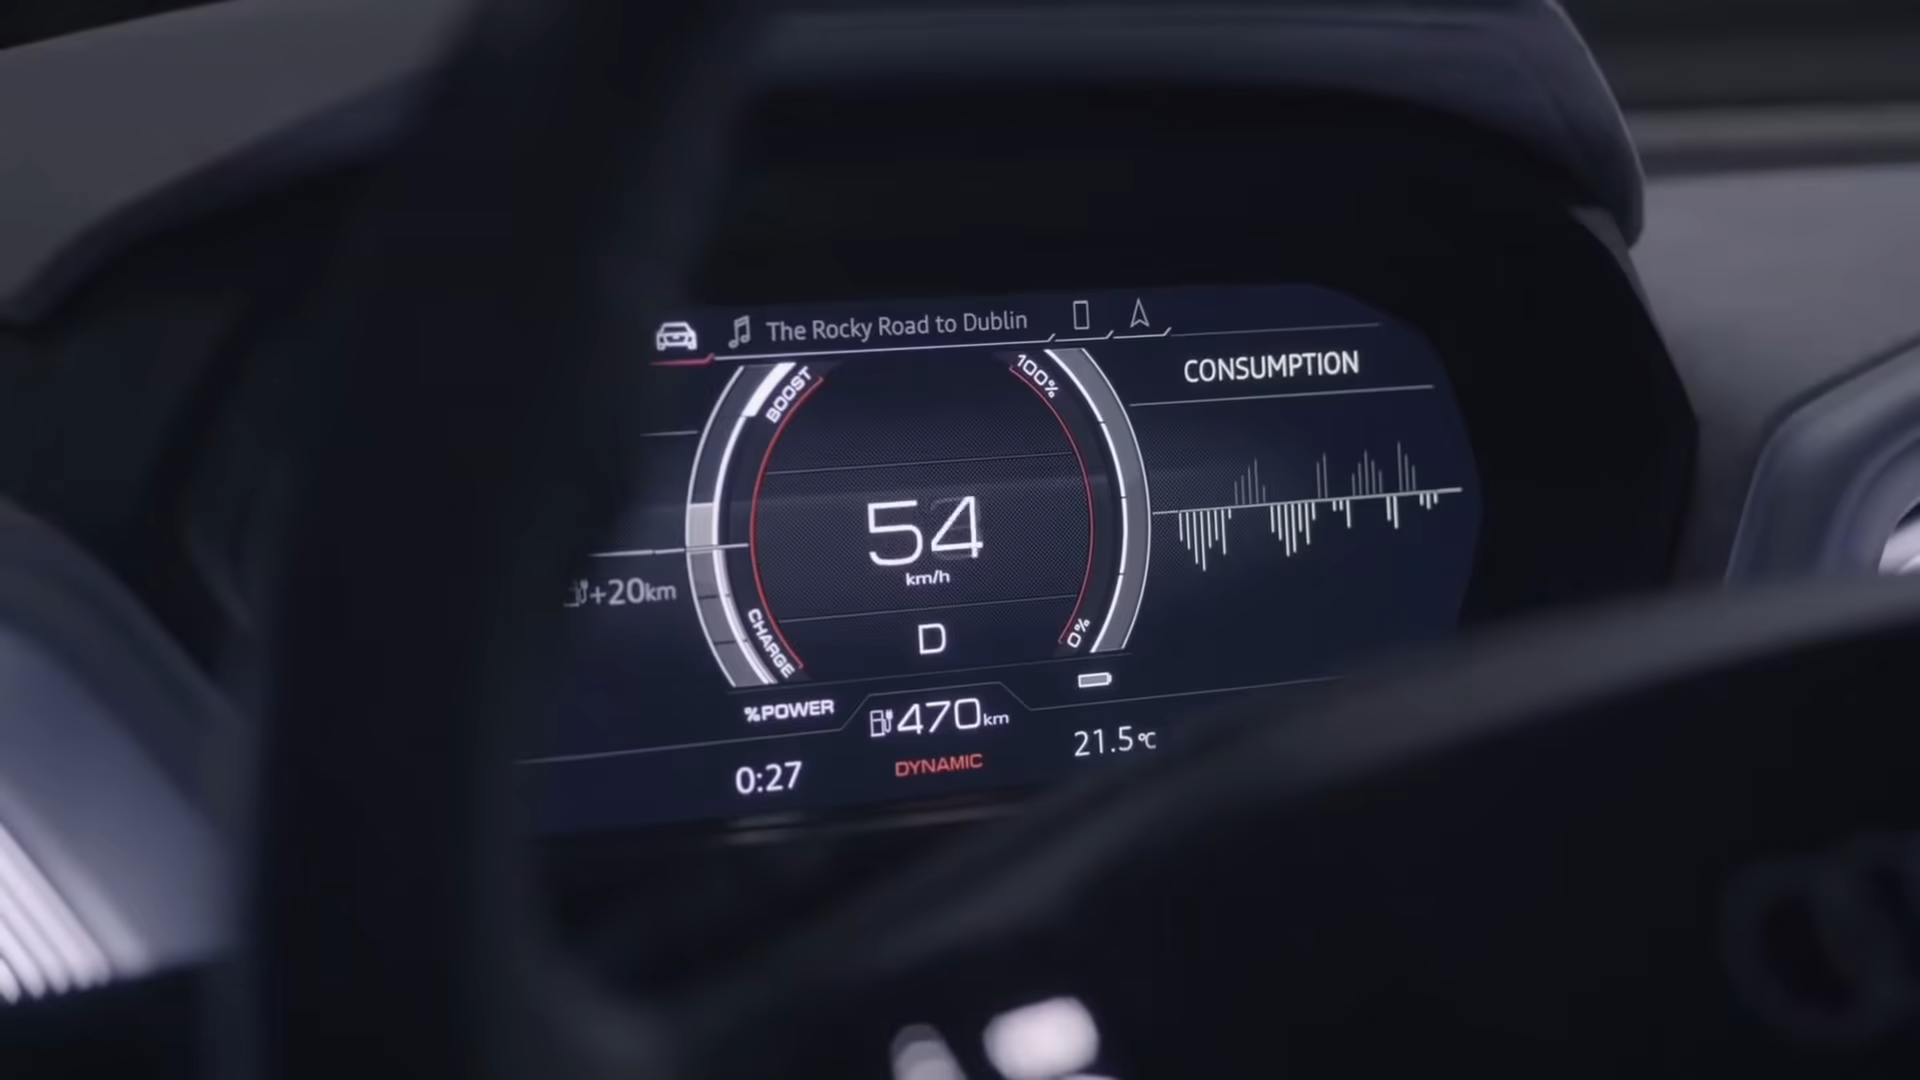 The Rocky Road to Dublin
CONSUMPTION
BOOST
100%
54
km/h
+20km
CHARGE
0%
D
%POWER
470km
0:27
DYNAMIC
21.5°C